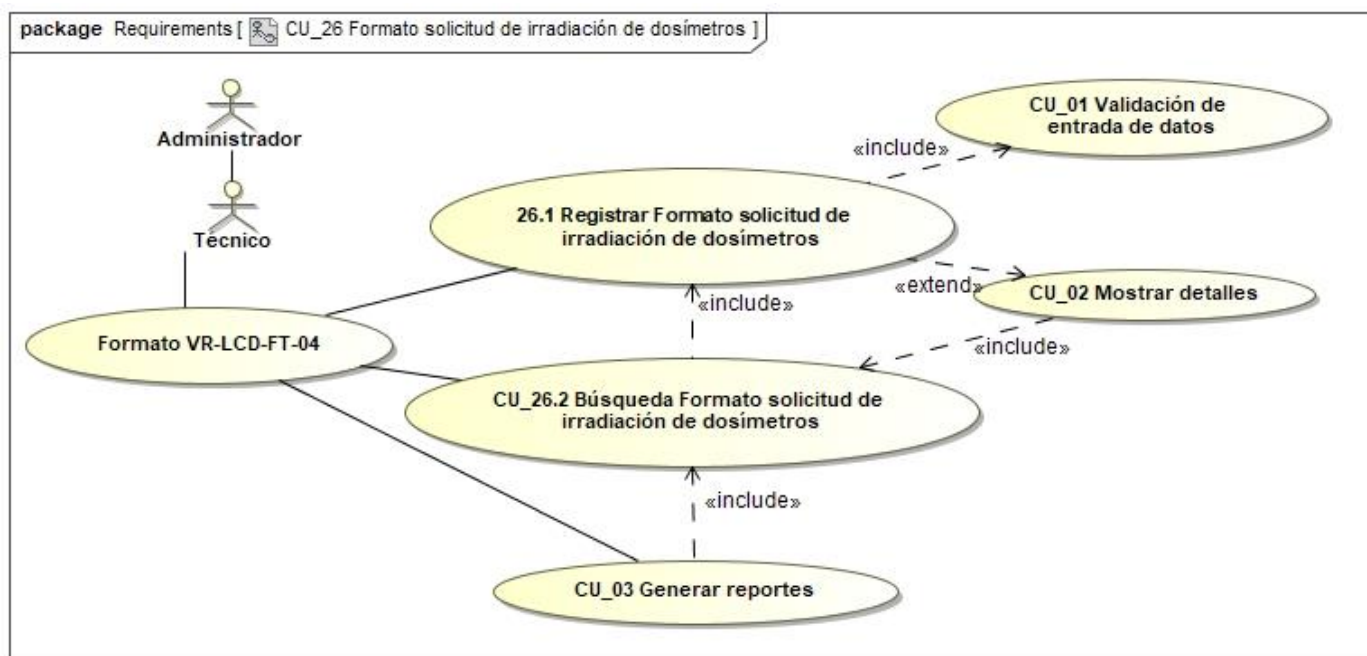 package Requirements [ CU_26 Formato solicitud de irradiación de dosímetros ]
Administrador
Técnico
Formato VR-LCD-FT-04
26.1 Registrar Formato solicitud de
irradiación de dosímetros
«include»
CU_01 Validación de
entrada de datos
«extend»
CU_02 Mostrar detalles
«include»
«include»
CU_26.2 Búsqueda Formato solicitud de
irradiación de dosímetros
«include»
CU_03 Generar reportes